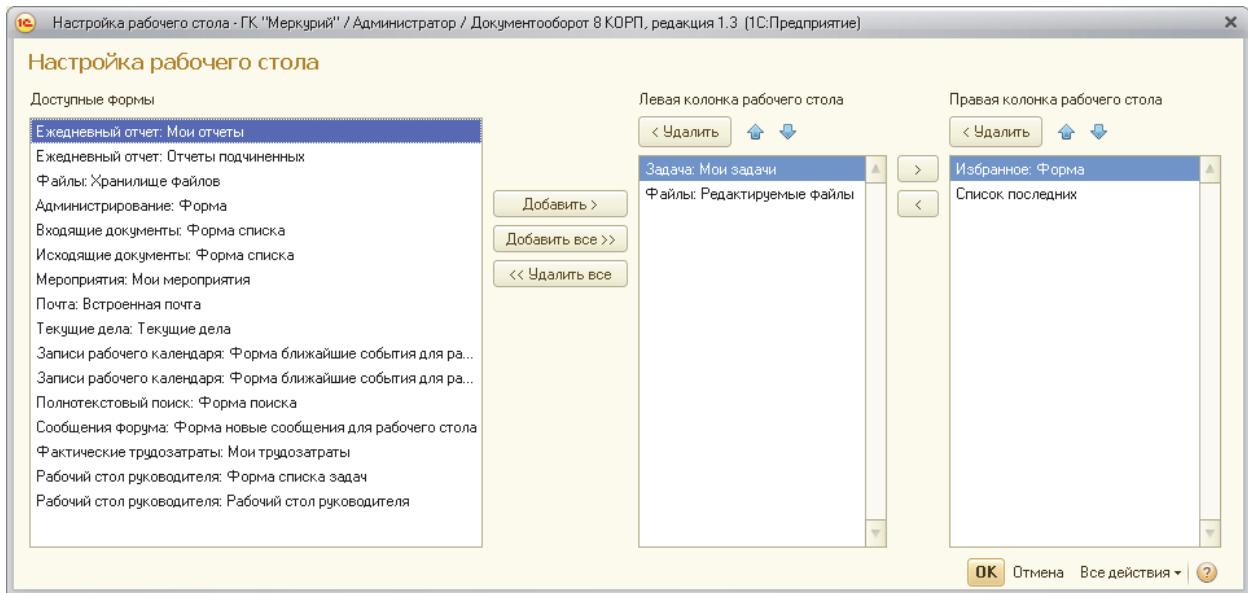 Настройка рабочего стола - ГК "Меркурий" / Администратор / Документооборот 8 КОРП, редакция 1.3 (1С:Предприятие)
Настройка рабочего стола
Доступные формы
Ежедневный отчет: Мои отчеты
Ежедневный отчет: Отчеты подчиненных
Файлы: Хранилище файлов
Администрирование: Форма
Входящие документы: Форма списка
Исходящие документы: Форма списка
Мероприятия: Мои мероприятия
Почта: Встроенная почта
Текущие дела: Текущие дела
Записи рабочего календаря: Форма ближайшие события для ра...
Записи рабочего календаря: Форма ближайшие события для ра...
Полнотекстовый поиск: Форма поиска
Сообщения форума: Форма новые сообщения для рабочего стола
Фактические трудозатраты: Мои трудозатраты
Рабочий стол руководителя: Форма списка задач
Рабочий стол руководителя: Рабочий стол руководителя
Добавить >
Добавить все >>
<< Удалить все
Левая колонка рабочего стола
< Удалить
Задача: Мои задачи
Файлы: Редактируемые файлы
>
<
Правая колонка рабочего стола
< Удалить
Избранное: Форма
Список последних
OK Отмена Все действия ?